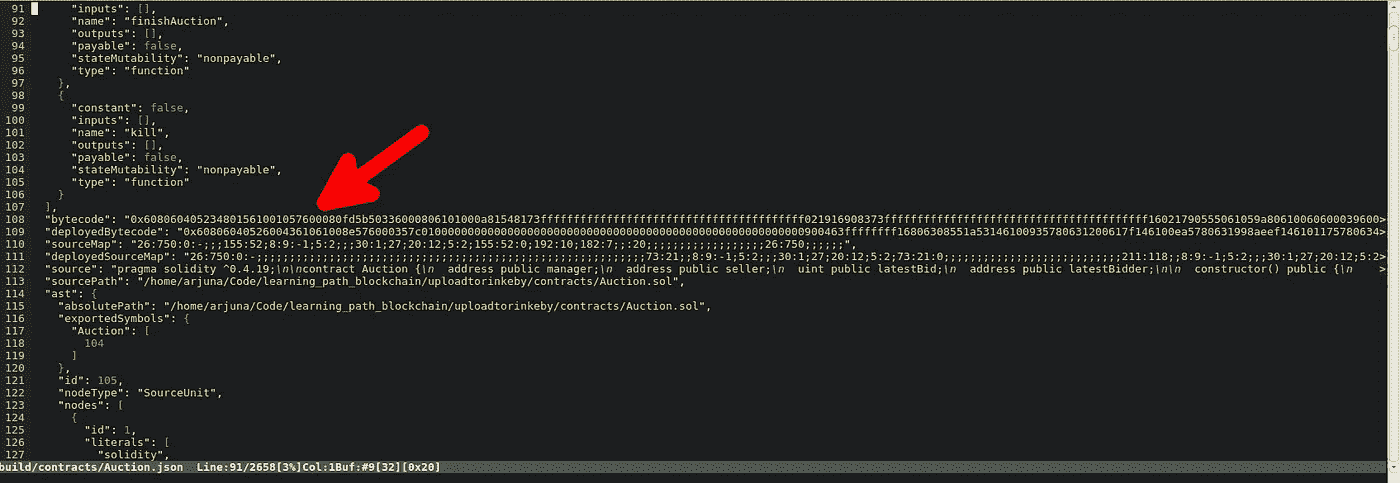 91 "inputs": [],
92 "name": "finishAuction",
93 "outputs": [],
94 "payable": false,
95 "stateMutability": "nonpayable",
96 "type": "function"
97 },
98 {
99 "constant": false,
100 "inputs": [],
101 "name": "kill",
102 "outputs": [],
103 "payable": false,
104 "stateMutability": "nonpayable",
105 "type": "function"
106 }
107 ],
108 "bytecode": "0x608060405234801561001057600080fd5b50336000806101000a81548173ffffffffffffffffffffffffffffffffffffffff021916908373ffffffffffffffffffffffffffffffffffffffff16021790555061059a80610060600039600>
109 "deployedBytecode": "0x60806040526004361061008e576000357c0100000000000000000000000000000000000000000000000000000000900463ffffffff16806308551a53146100935780631200617f146100ea5780631998aeef146101175780634>
110 "sourceMap": "26:750:0:-;;;155:52;8:9:-1;5:2;;;30:1;27;20:12;5:2;155:52:0;192:10;182:7;;:20;;;;;;;;;;;;;;;;;;26:750;;;;;;",
111 "deployedSourceMap": "26:750:0:-;;;;;;;;;;;;;;;;;;;;;;;;;;;;;;;;;;;;;;;;;;;;;;;;;;;;;;;;;;;;73:21;;8:9:-1;5:2;;;30:1;27;20:12;5:2;73:21:0;;;;;;;;;;;;;;;;;;;;;;;211:118;;8:9:-1;5:2;;;30:1;27;20:12;5:2>
112 "source": "pragma solidity ^0.4.19;\n\ncontract Auction {\n  address public manager;\n  address public seller;\n  uint public latestBid;\n  address public latestBidder;\n\n  constructor() public {\n    >
113 "sourcePath": "/home/arjuna/Code/learning_path_blockchain/uploadtorinkeby/contracts/Auction.sol",
114 "ast": {
115 "absolutePath": "/home/arjuna/Code/learning_path_blockchain/uploadtorinkeby/contracts/Auction.sol",
116 "exportedSymbols": {
117 "Auction": [
118 104
119 ]
120 },
121 "id": 105,
122 "nodeType": "SourceUnit",
123 "nodes": [
124 {
125 "id": 1,
126 "literals": [
127 "solidity",
build/contracts/Auction.json  Line:91/2658[3%]Col:1Buf:#9[32][0x20]